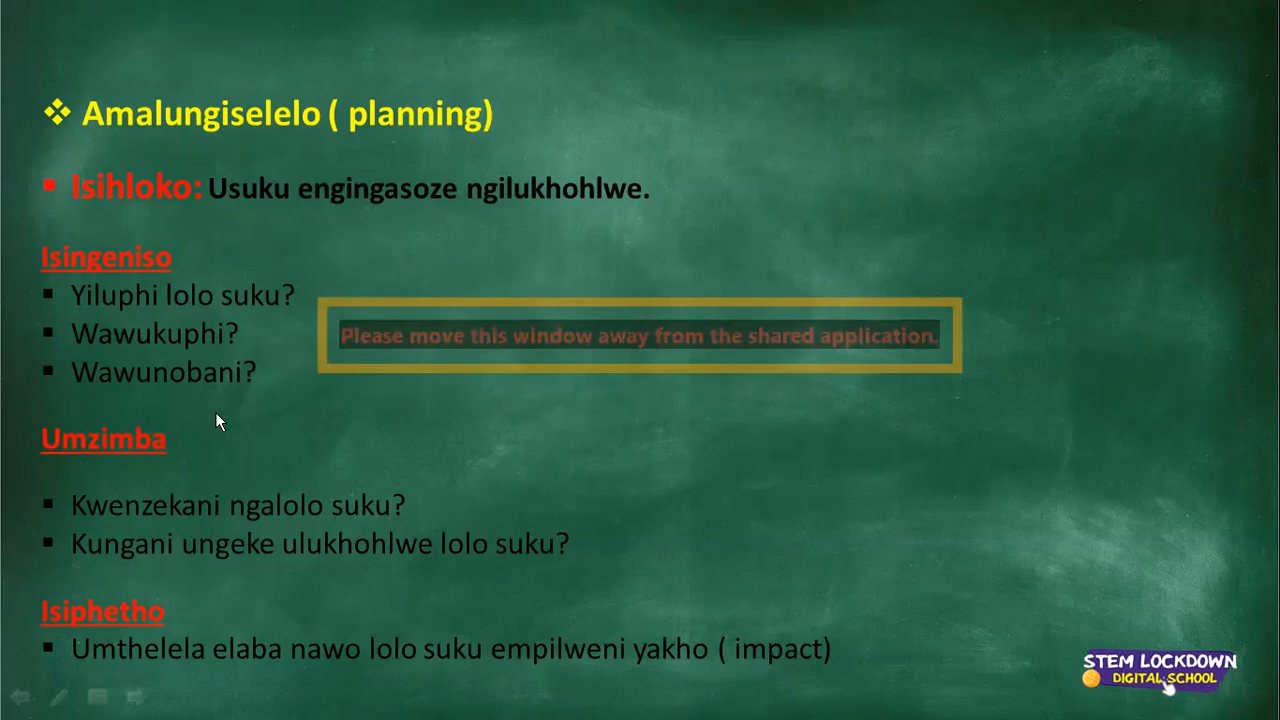 ❖ Amalungiselelo ( planning)
▪ Isihloko: Usuku engingasoze ngilukhohlwe.
Isingeniso
▪ Yiluphi lolo suku?
Please move this window away from the shared application.
▪ Wawukuphi?
▪ Wawunobani?
Umzimba
▪ Kwenzekani ngalolo suku?
▪ Kungani ungeke ulukhohlwe lolo suku?
Isiphetho
▪ Umthelela elaba nawo lolo suku empilweni yakho ( impact)
STEM LOCKDOWN
DIGITAL SCHOOL